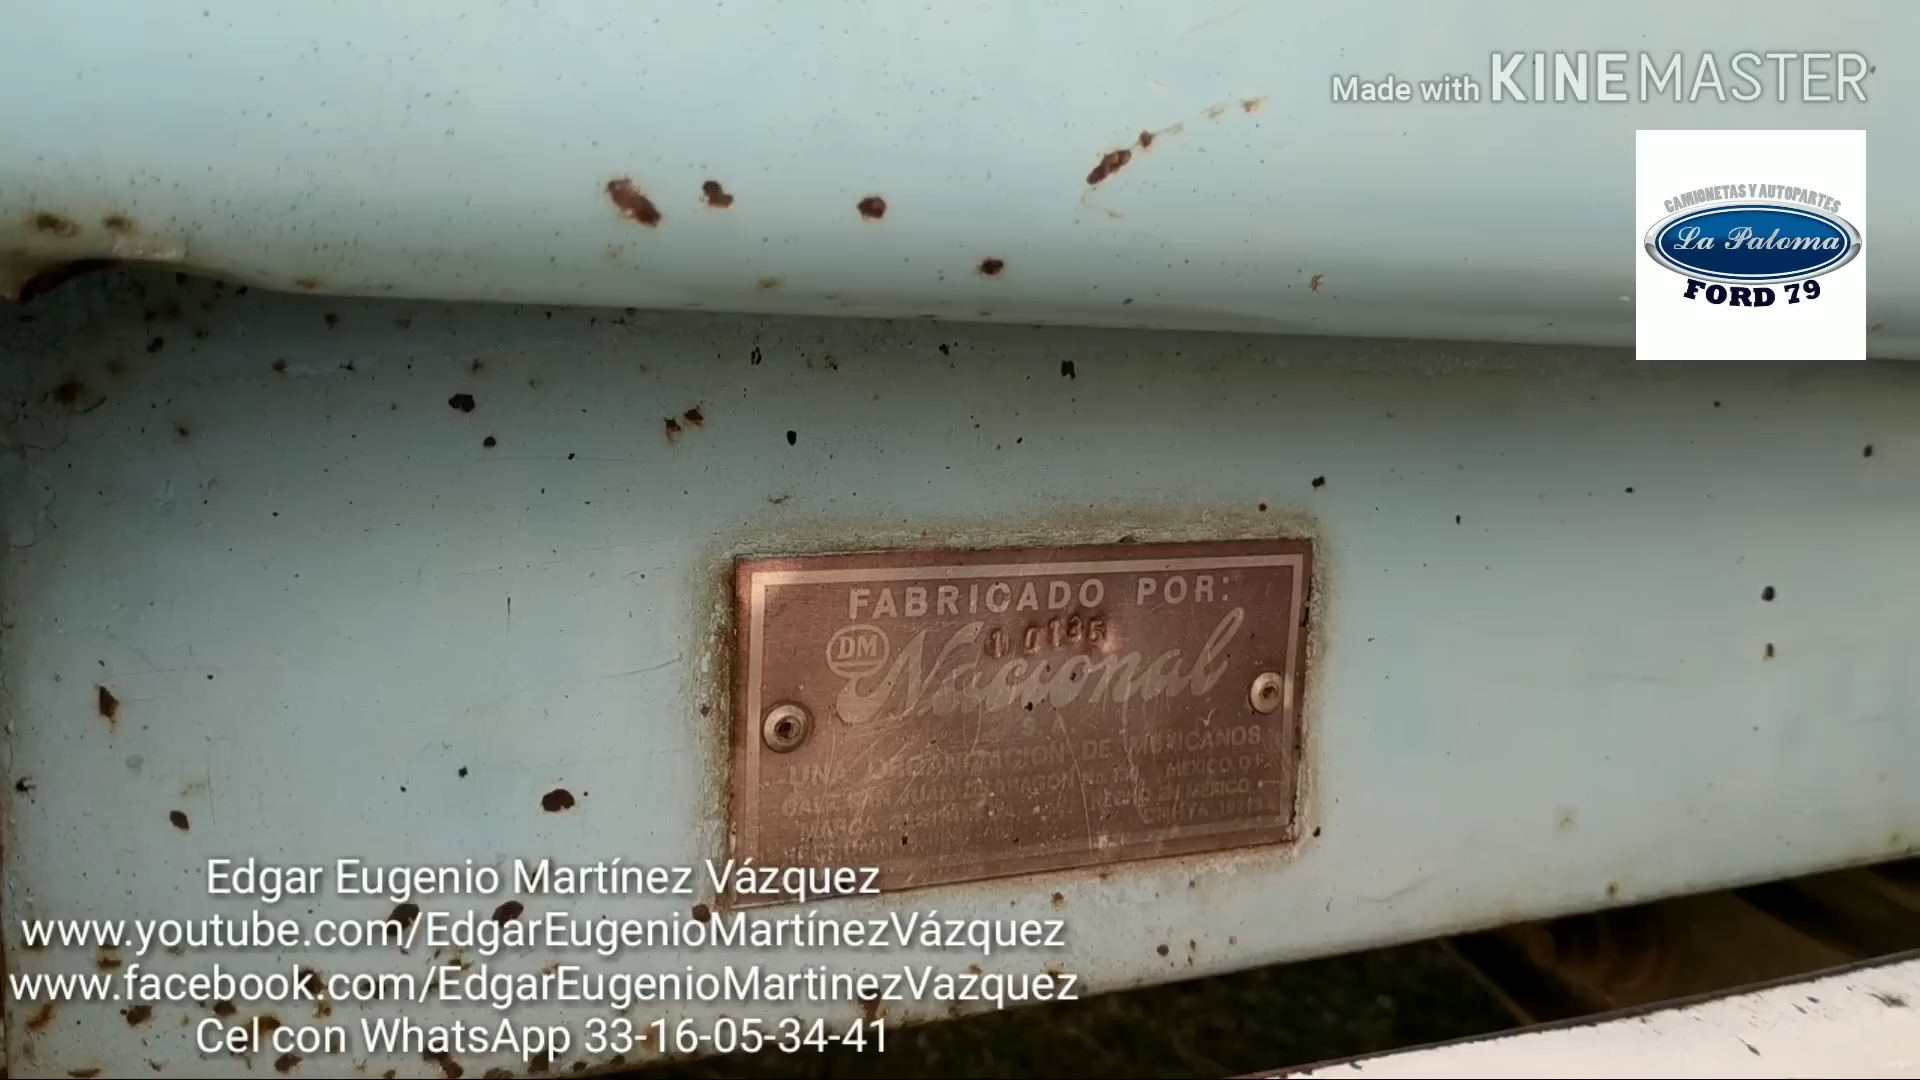 Made with KINEMASTER
CAMIONETAS Y AUTOPARTES
La Paloma
FORD 79
FABRICADO POR:
DM Nacional
S A
UNA ORGANIZACION DE MEXICANOS
MEXICO D F
Edgar Eugenio Martínez Vázquez
www.youtube.com/EdgarEugenioMartínezVázquez
www.facebook.com/EdgarEugenioMartinezVazquez
Cel con WhatsApp 33-16-05-34-41